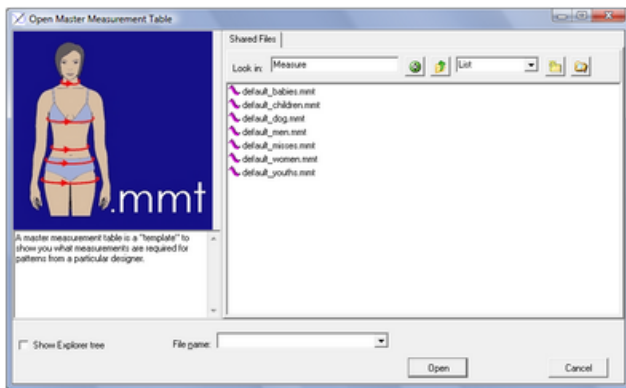 Open Master Measurement Table
Shared Files
Look in: Measure List
default_babies.mmt
default_children.mmt
default_dog.mmt
default_men.mmt
default_misses.mmt
default_women.mmt
default_youths.mmt
.mmt
A master measurement table is a "template" to
show you what measurements are required for
patterns from a particular designer.
Show Explorer tree
File name:
Open Cancel